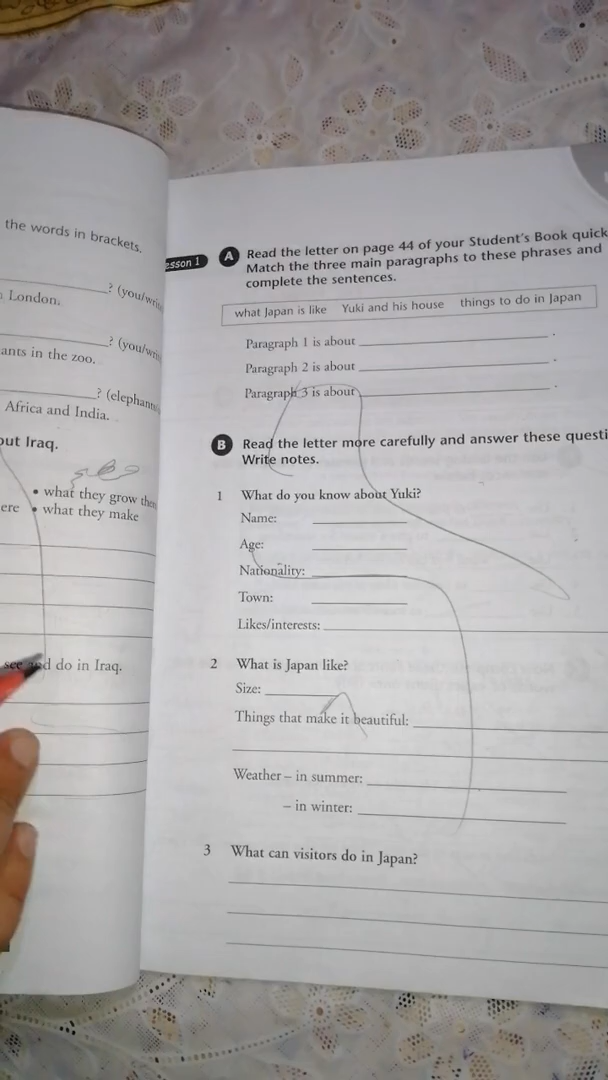 the words in brackets.
? (you/
London.
? (you/
ants in the zoo.
? (elephants
Africa and India.
out Iraq.
• what they grow
ere • what they make
see and do in Iraq.
esson 1
A Read the letter on page 44 of your Student's Book quick
Match the three main paragraphs to these phrases and
complete the sentences.
what Japan is like Yuki and his house things to do in Japan
Paragraph 1 is about .
Paragraph 2 is about .
Paragraph 3 is about .
B Read the letter more carefully and answer these questi
Write notes.
1 What do you know about Yuki?
Name:
Age:
Nationality:
Town:
Likes/interests:
2 What is Japan like?
Size:
Things that make it beautiful:
Weather – in summer:
– in winter:
3 What can visitors do in Japan?